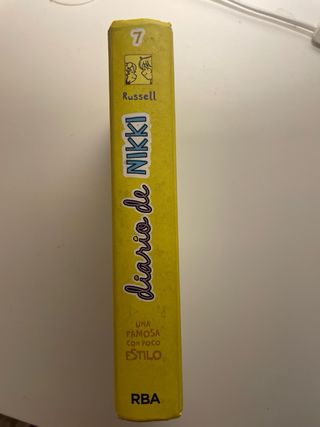 7
Russell
diario de NIKKI
UNA
FAMOSA
CON POCO
ESTILO
RBA